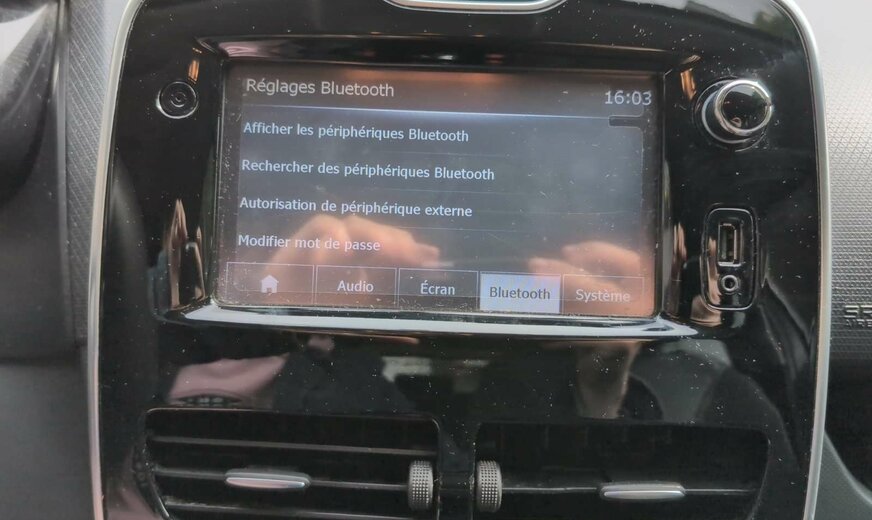 Réglages Bluetooth
16:03
Afficher les périphériques Bluetooth
Rechercher des périphériques Bluetooth
Autorisation de périphérique externe
Modifier mot de passe
Audio
Écran
Bluetooth
Système